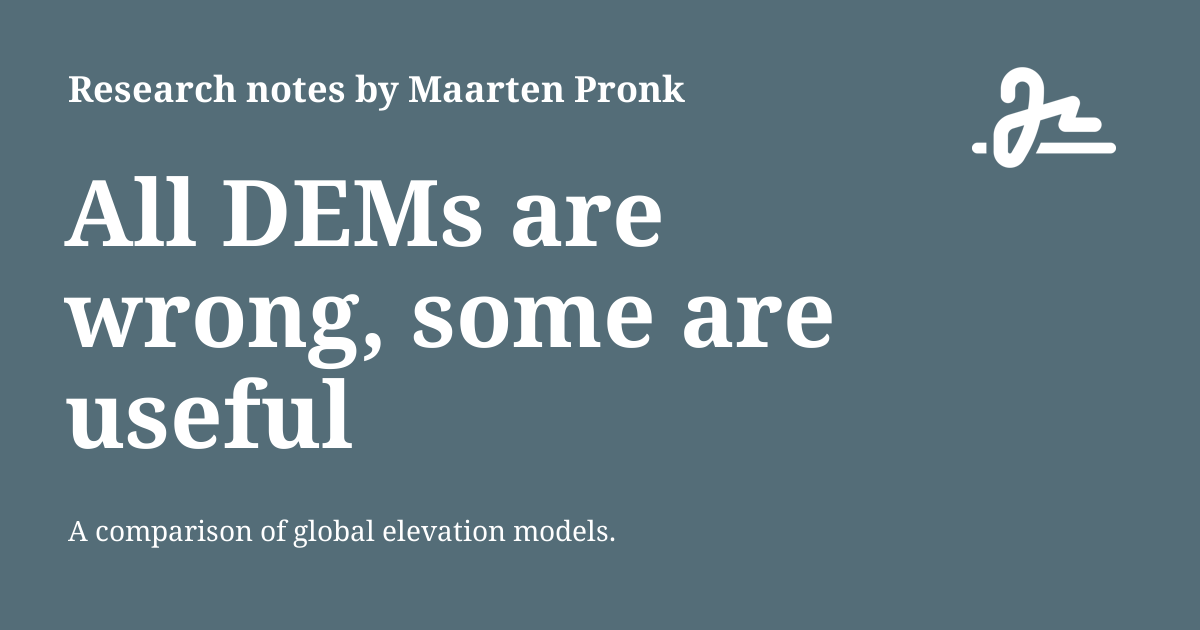 Research notes by Maarten Pronk
All DEMs are
wrong, some are
useful
A comparison of global elevation models.